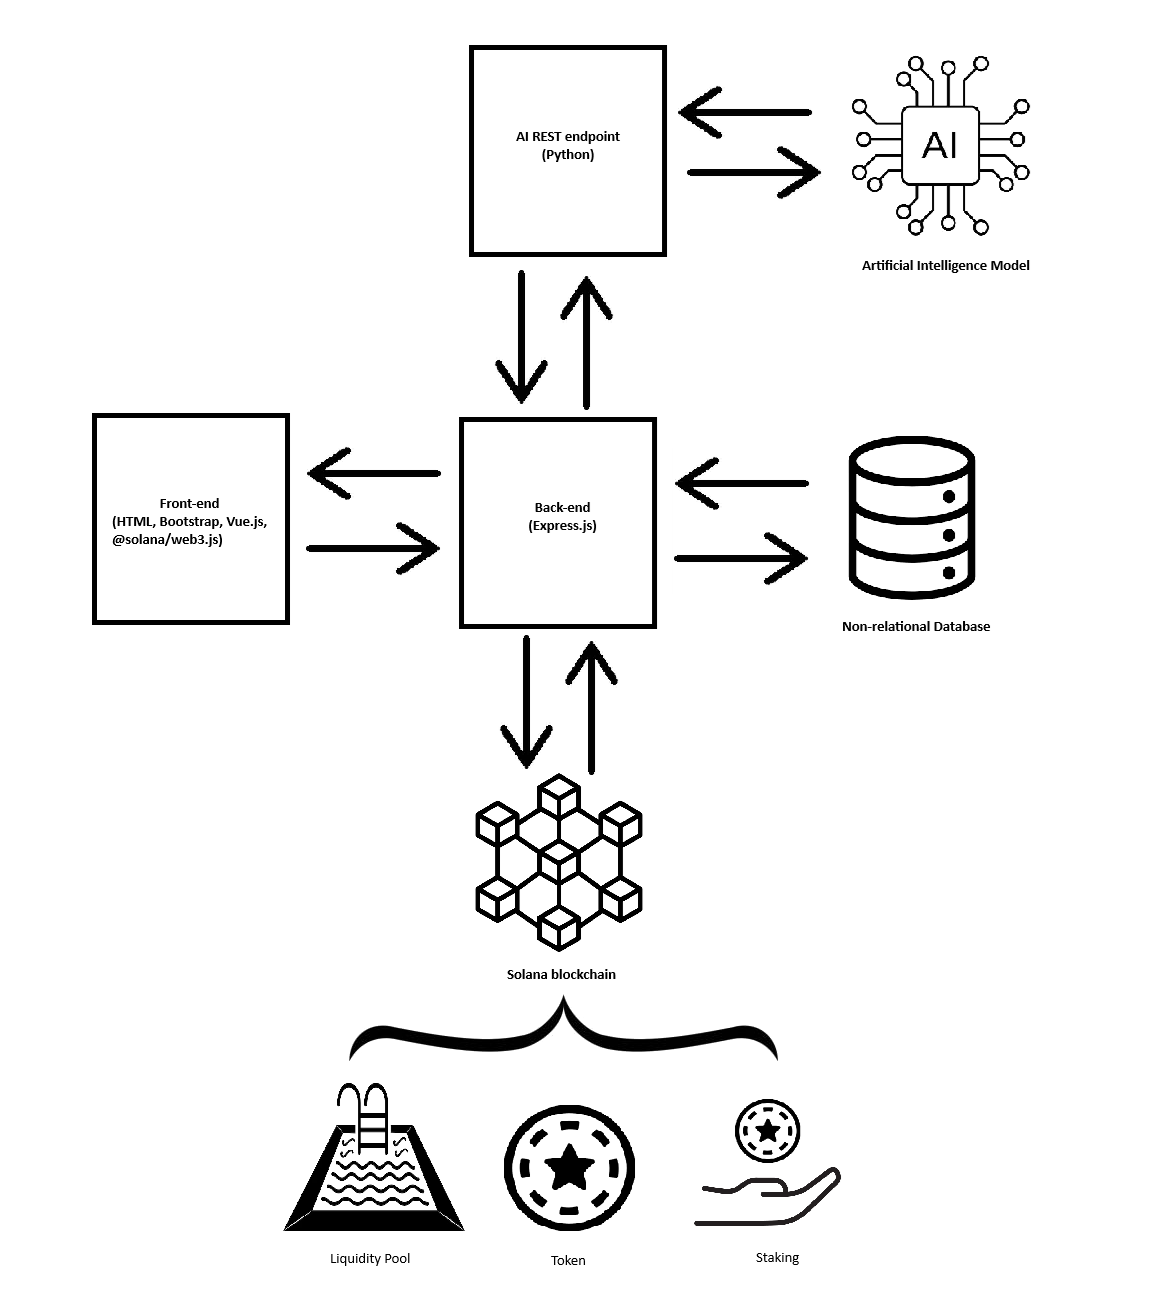 AI REST endpoint
(Python)
AI
Artificial Intelligence Model
Front-end
(HTML, Bootstrap, Vue.js,
@solana/web3.js)
Back-end
(Express.js)
Non-relational Database
Solana blockchain
Liquidity Pool
Token
Staking